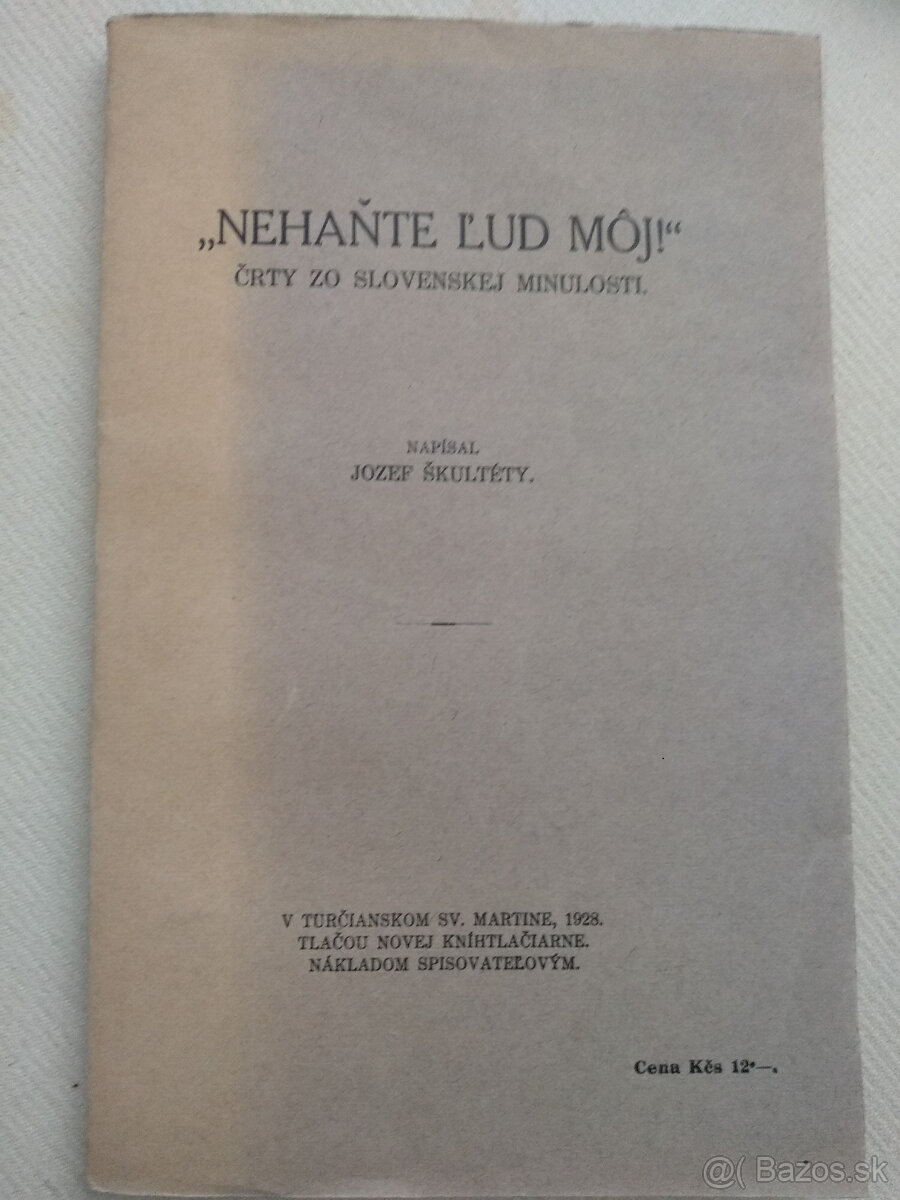 „NEHAŇTE ĽUD MÔJ!“
ČRTY ZO SLOVENSKEJ MINULOSTI.
NAPÍSAL
JOZEF ŠKULTÉTY.
V TURČIANSKOM SV. MARTINE, 1928.
TLAČOU NOVEJ KNÍHTLAČIARNE.
NÁKLADOM SPISOVATEĽOVÝM.
Cena Kčs 12·—.
@( Bazos.sk